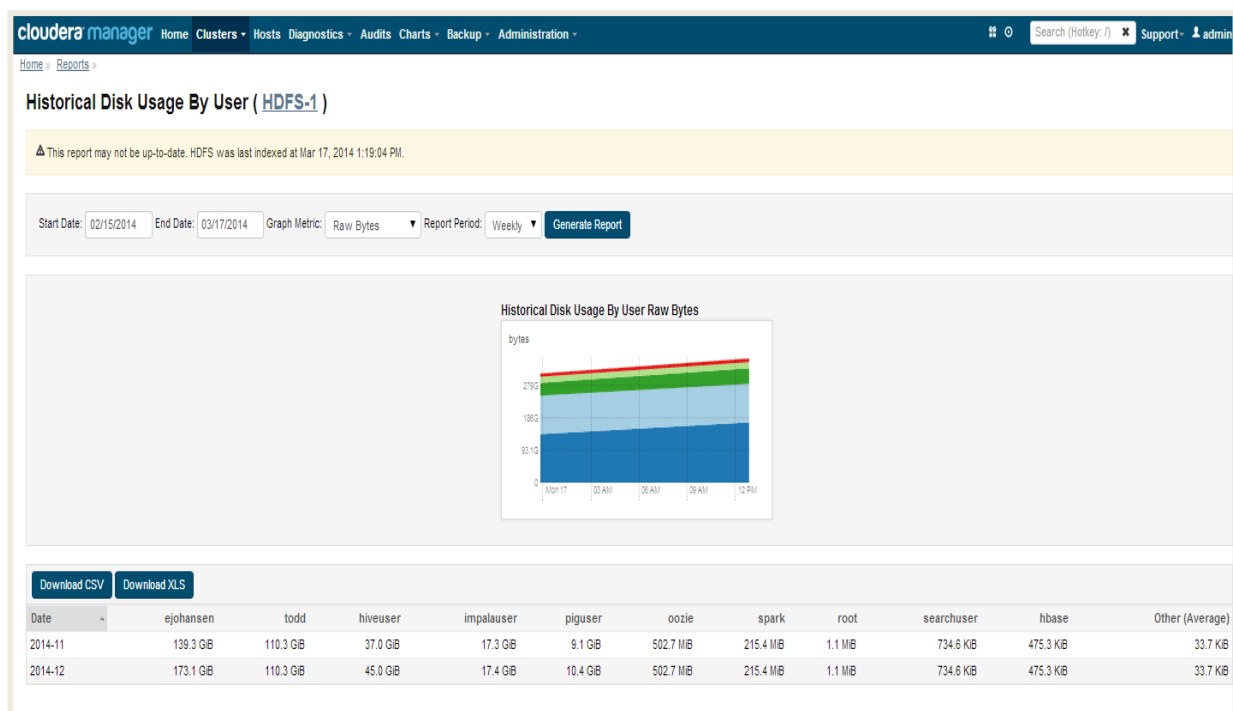 cloudera manager Home Clusters Hosts Diagnostics Audits Charts Backup Administration Search (Hotkey: /) Support admin
Home » Reports »
Historical Disk Usage By User ( HDFS-1 )
This report may not be up-to-date. HDFS was last indexed at Mar 17, 2014 1:19:04 PM.
Start Date: 02/15/2014 End Date: 03/17/2014 Graph Metric: Raw Bytes Report Period: Weekly Generate Report
Historical Disk Usage By User Raw Bytes
bytes
279G
186G
93.1G
0
Mon 17 03 AM 06 AM 09 AM 12 PM
Download CSV Download XLS
Date ejohansen todd hiveuser impalauser piguser oozie spark root searchuser hbase Other (Average)
2014-11 139.3 GiB 110.3 GiB 37.0 GiB 17.3 GiB 9.1 GiB 502.7 MiB 215.4 MiB 1.1 MiB 734.6 KiB 475.3 KiB 33.7 KiB
2014-12 173.1 GiB 110.3 GiB 45.0 GiB 17.4 GiB 10.4 GiB 502.7 MiB 215.4 MiB 1.1 MiB 734.6 KiB 475.3 KiB 33.7 KiB